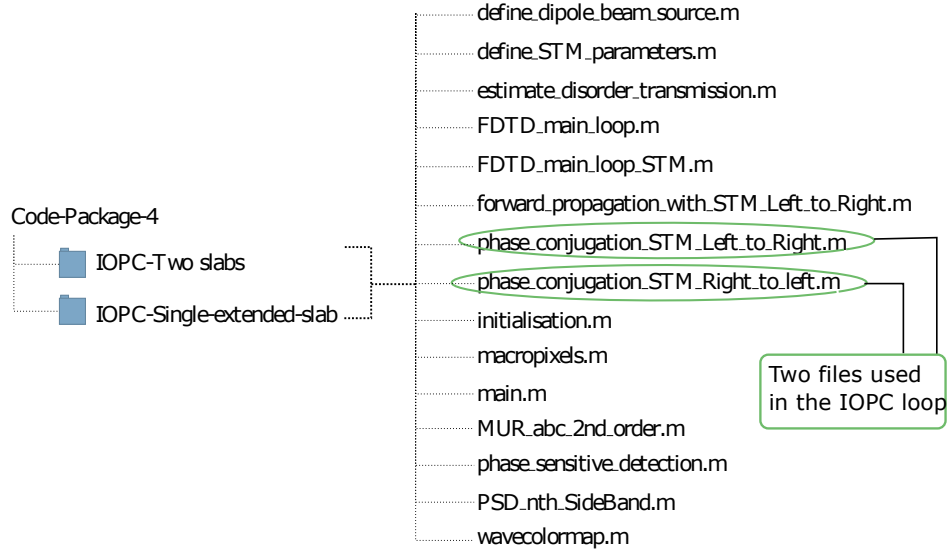 Code-Package-4
IOPC-Two slabs
IOPC-Single-extended-slab
define_dipole_beam_source.m
define_STM_parameters.m
estimate_disorder_transmission.m
FDTD_main_loop.m
FDTD_main_loop_STM.m
forward_propagation_with_STM_Left_to_Right.m
phase_conjugation_STM_Left_to_Right.m
phase_conjugation_STM_Right_to_left.m
initialisation.m
macropixels.m
main.m
MUR_abc_2nd_order.m
phase_sensitive_detection.m
PSD_nth_SideBand.m
wavecolormap.m
Two files used
in the IOPC loop